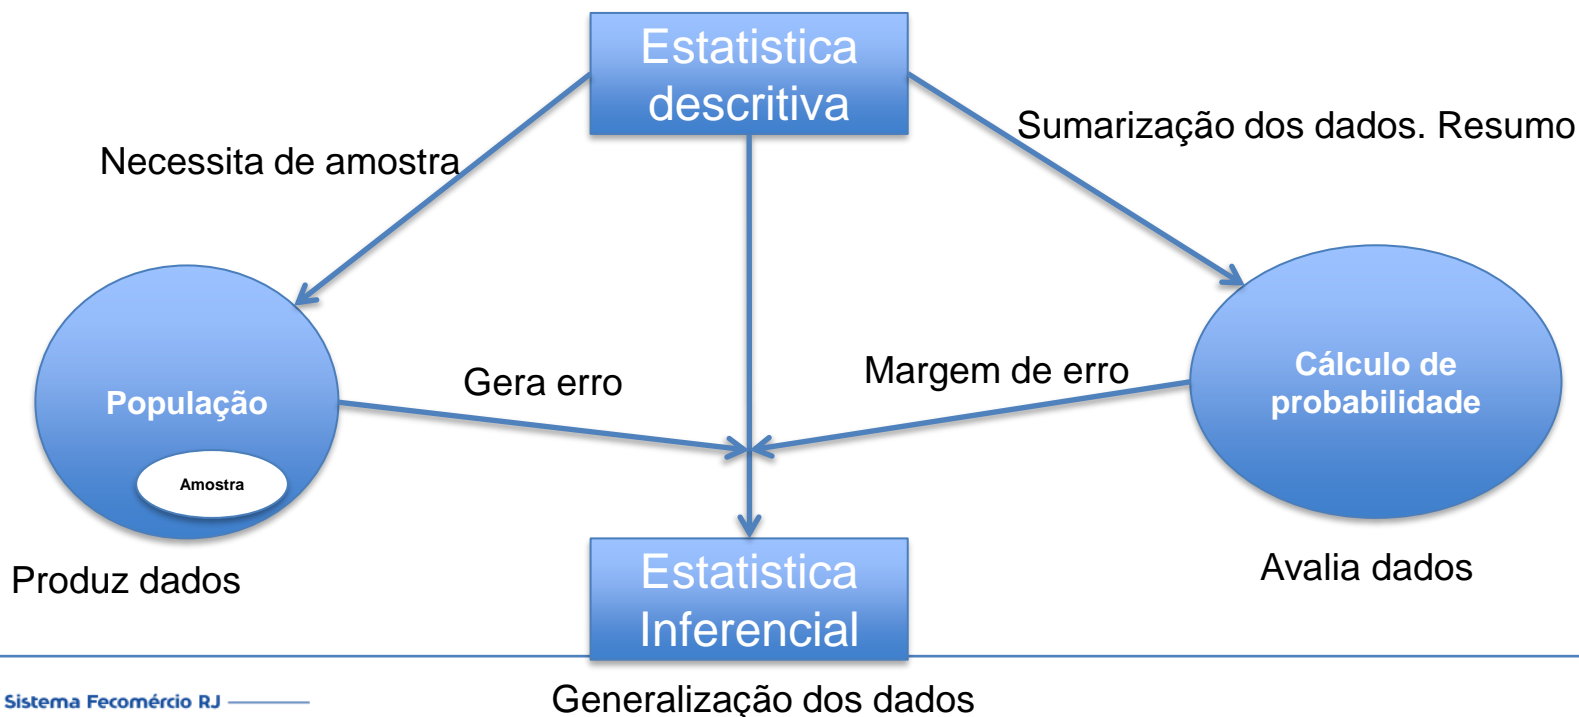 Estatistica
descritiva
Sumarização dos dados. Resumo
Necessita de amostra
Gera erro
Margem de erro
Cálculo de
probabilidade
População
Amostra
Produz dados
Avalia dados
Estatistica
Inferencial
Generalização dos dados
Sistema Fecomércio RJ